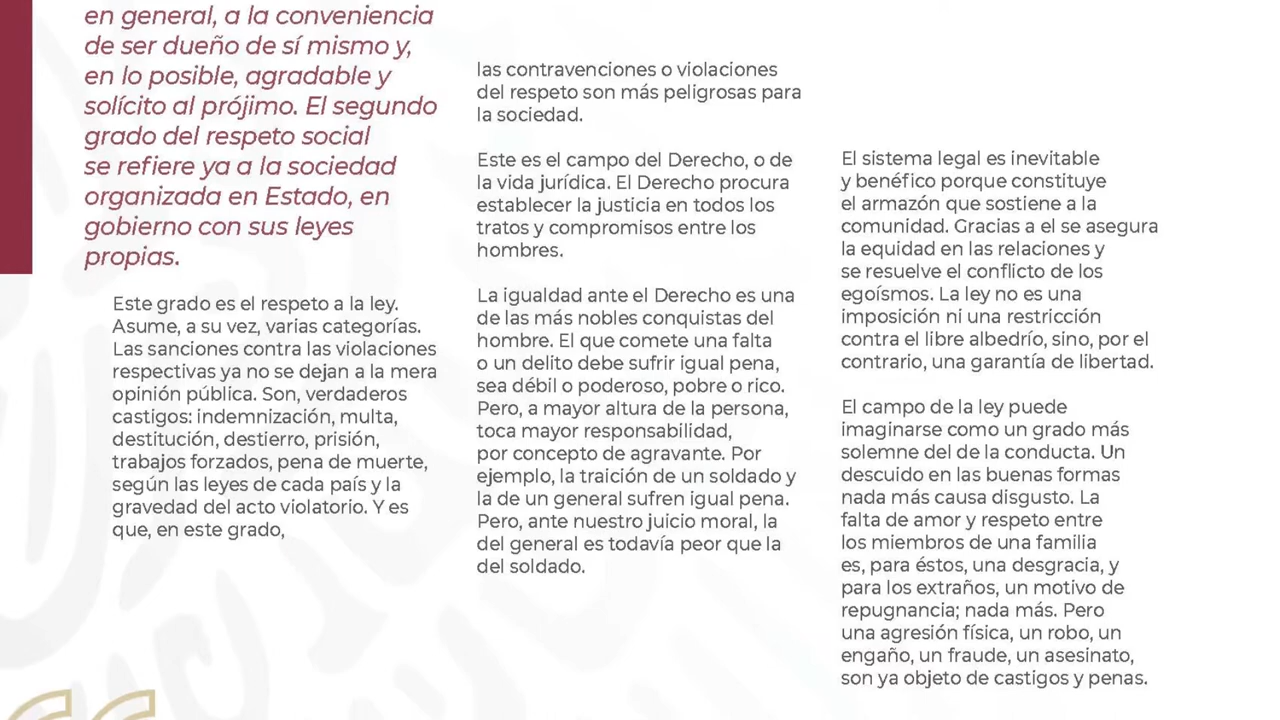 en general, a la conveniencia
de ser dueño de sí mismo y,
en lo posible, agradable y
solícito al prójimo. El segundo
grado del respeto social
se refiere ya a la sociedad
organizada en Estado, en
gobierno con sus leyes
propias.
Este grado es el respeto a la ley.
Asume, a su vez, varias categorías.
Las sanciones contra las violaciones
respectivas ya no se dejan a la mera
opinión pública. Son, verdaderos
castigos: indemnización, multa,
destitución, destierro, prisión,
trabajos forzados, pena de muerte,
según las leyes de cada país y la
gravedad del acto violatorio. Y es
que, en este grado,
las contravenciones o violaciones
del respeto son más peligrosas para
la sociedad.
Este es el campo del Derecho, o de
la vida jurídica. El Derecho procura
establecer la justicia en todos los
tratos y compromisos entre los
hombres.
La igualdad ante el Derecho es una
de las más nobles conquistas del
hombre. El que comete una falta
o un delito debe sufrir igual pena,
sea débil o poderoso, pobre o rico.
Pero, a mayor altura de la persona,
toca mayor responsabilidad,
por concepto de agravante. Por
ejemplo, la traición de un soldado y
la de un general sufren igual pena.
Pero, ante nuestro juicio moral, la
del general es todavía peor que la
del soldado.
El sistema legal es inevitable
y benéfico porque constituye
el armazón que sostiene a la
comunidad. Gracias a el se asegura
la equidad en las relaciones y
se resuelve el conflicto de los
egoísmos. La ley no es una
imposición ni una restricción
contra el libre albedrío, sino, por el
contrario, una garantía de libertad.
El campo de la ley puede
imaginarse como un grado más
solemne del de la conducta. Un
descuido en las buenas formas
nada más causa disgusto. La
falta de amor y respeto entre
los miembros de una familia
es, para éstos, una desgracia, y
para los extraños, un motivo de
repugnancia; nada más. Pero
una agresión física, un robo, un
engaño, un fraude, un asesinato,
son ya objeto de castigos y penas.